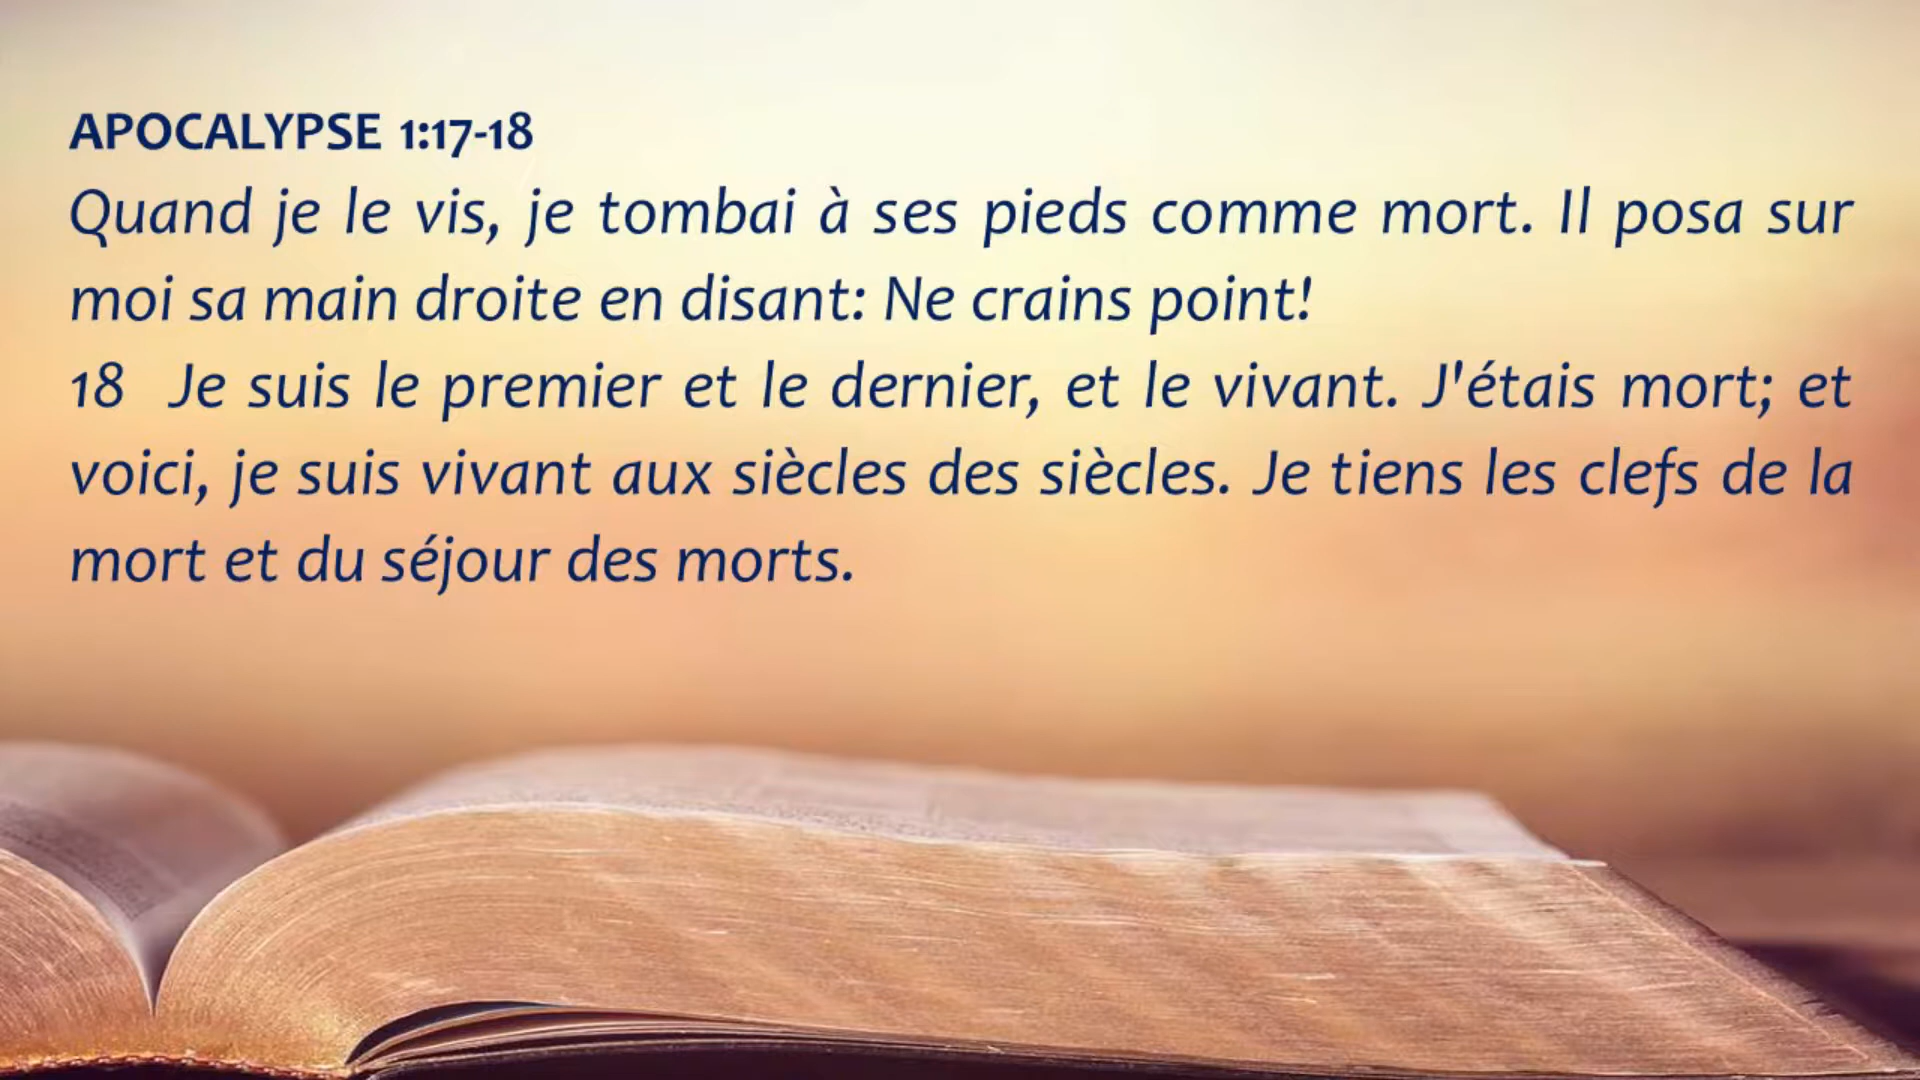 APOCALYPSE 1:17-18
Quand je le vis, je tombai à ses pieds comme mort. Il posa sur
moi sa main droite en disant: Ne crains point!
18 Je suis le premier et le dernier, et le vivant. J'étais mort; et
voici, je suis vivant aux siècles des siècles. Je tiens les clefs de la
mort et du séjour des morts.